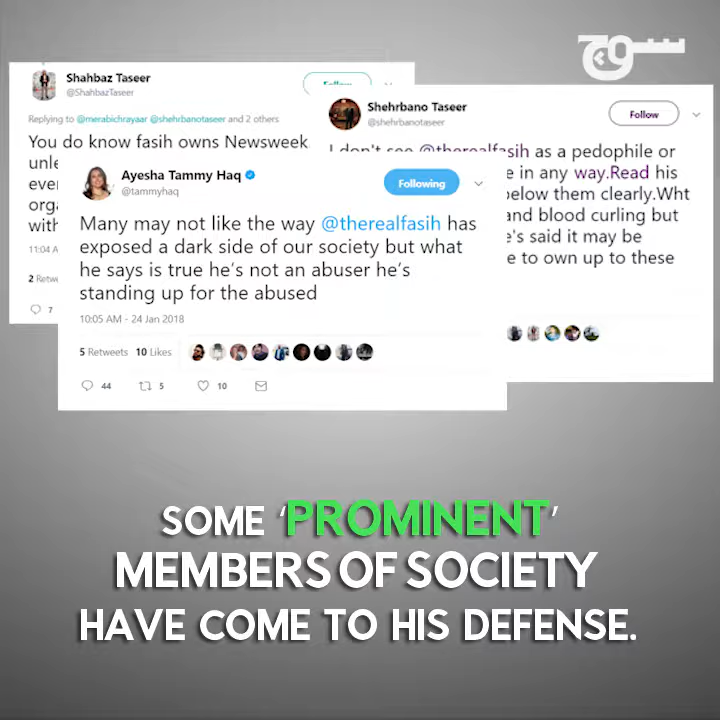 سوچ
Shahbaz Taseer
@ShahbazTaseer
Follow
Replying to @merabichrayaar @shehrbanotaseer and 2 others
You do know fasih owns Newsweek
unle
ever
orga
with
11:04 A
2 Retwe
7
Shehrbano Taseer
@shehrbanotaseer
Follow
I don't see @therealfasih as a pedophile or
e in any way.Read his
below them clearly.Wht
and blood curling but
e's said it may be
e to own up to these
Ayesha Tammy Haq
@tammyhaq
Following
Many may not like the way @therealfasih has
exposed a dark side of our society but what
he says is true he's not an abuser he's
standing up for the abused
10:05 AM - 24 Jan 2018
5 Retweets 10 Likes
44 5 10
SOME 'PROMINENT'
MEMBERS OF SOCIETY
HAVE COME TO HIS DEFENSE.